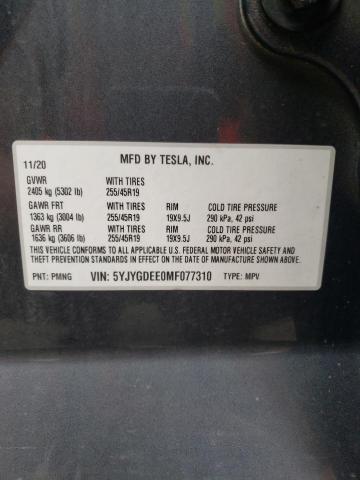 11/20 MFD BY TESLA, INC.
GVWR WITH TIRES
2405 kg (5302 lb) 255/45R19
GAWR FRT WITH TIRES RIM COLD TIRE PRESSURE
1363 kg (3004 lb) 255/45R19 19X9.5J 290 kPa, 42 psi
GAWR RR WITH TIRES RIM COLD TIRE PRESSURE
1636 kg (3606 lb) 255/45R19 19X9.5J 290 kPa, 42 psi
THIS VEHICLE CONFORMS TO ALL APPLICABLE U.S. FEDERAL MOTOR VEHICLE SAFETY,
BUMPER, AND THEFT PREVENTION STANDARDS IN EFFECT ON THE DATE
OF MANUFACTURE SHOWN ABOVE.
PNT: PMNG VIN: 5YJYGDEE0MF077310 TYPE: MPV